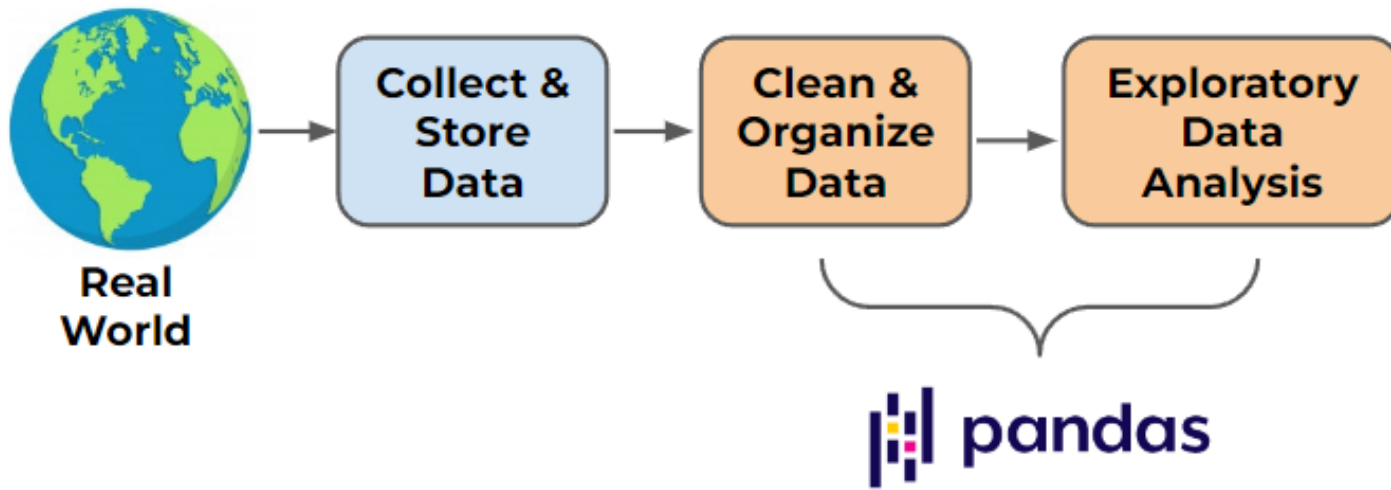 Real
World
Collect &
Store
Data
Clean &
Organize
Data
Exploratory
Data
Analysis
pandas